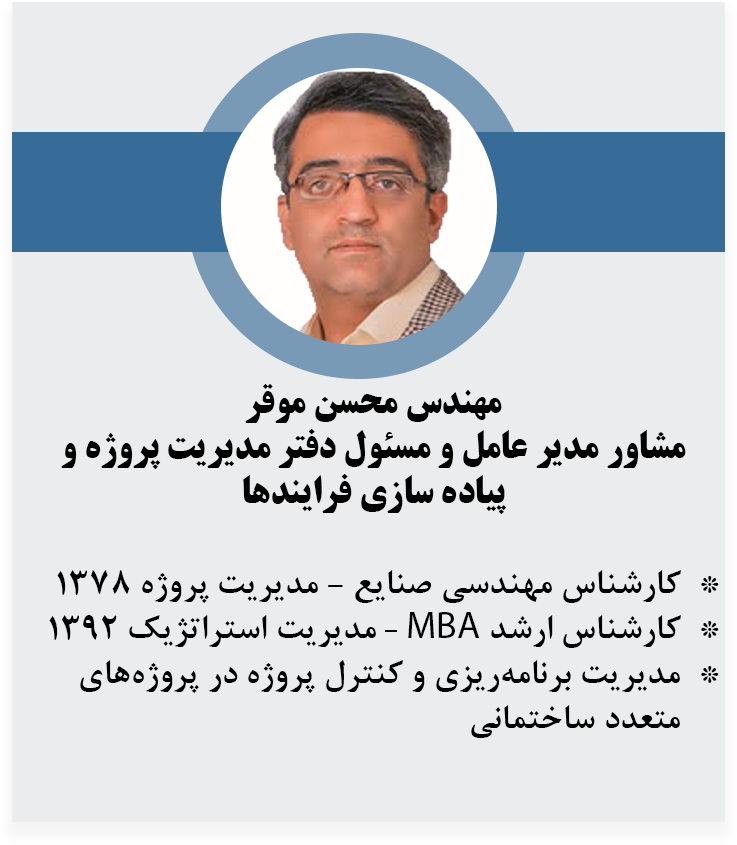 مهندس محسن موقر
مشاور مدیر عامل و مسئول دفتر مدیریت پروژه و
پیاده سازی فرایندها
❊ کارشناس مهندسی صنایع – مدیریت پروژه ۱۳۷۸
❊ کارشناس ارشد MBA – مدیریت استراتژیک ۱۳۹۲
❊ مدیریت برنامه‌ریزی و کنترل پروژه در پروژه‌های
متعدد ساختمانی